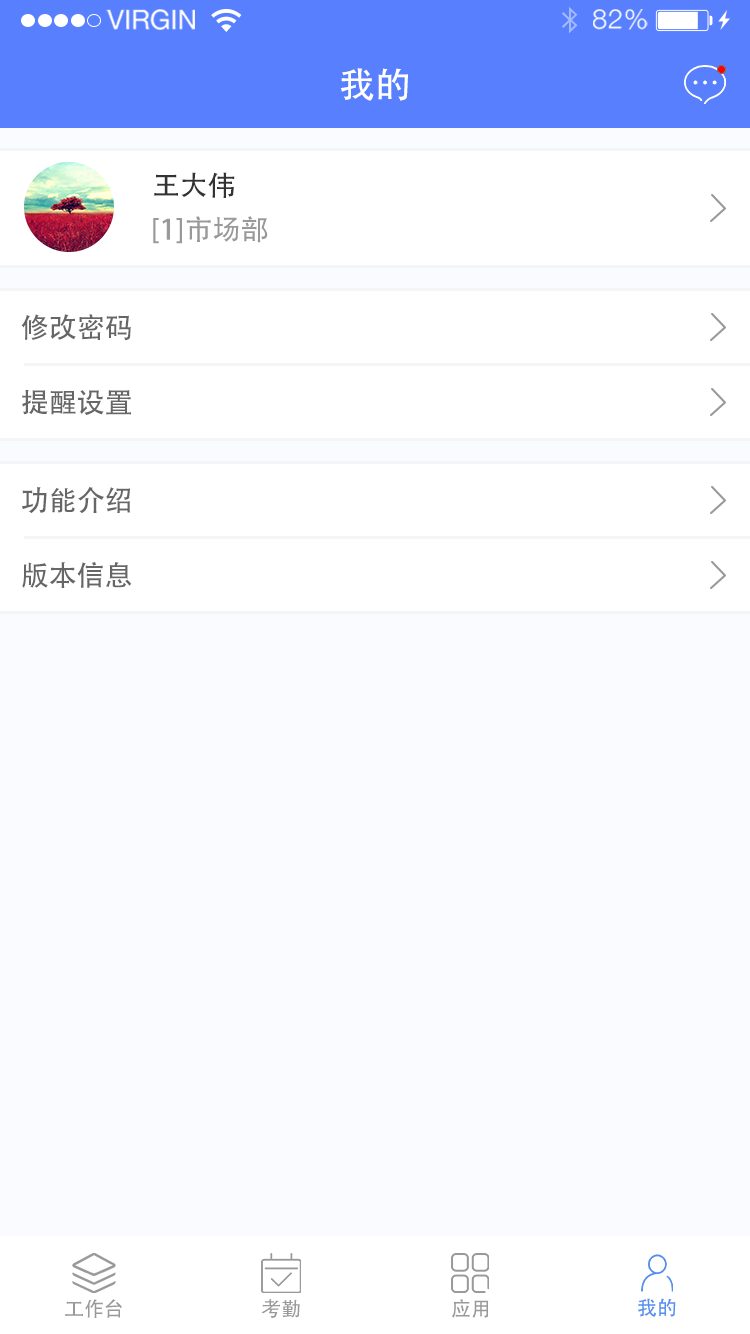 VIRGIN 82%
我的
王大伟
[1]市场部
修改密码
提醒设置
功能介绍
版本信息
工作台 考勤 应用 我的